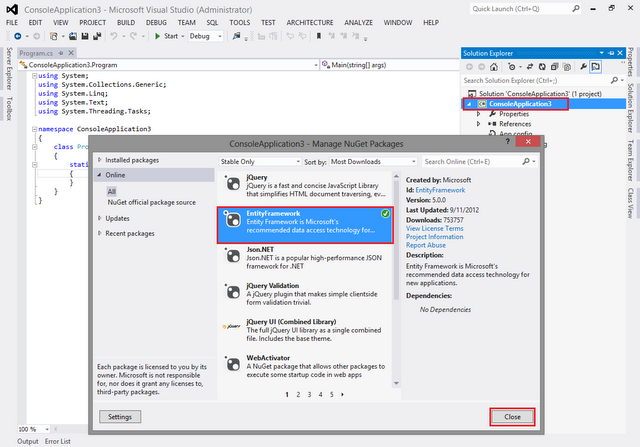 ConsoleApplication3 - Microsoft Visual Studio (Administrator)
Quick Launch (Ctrl+Q)
FILE EDIT VIEW PROJECT BUILD DEBUG TEAM SQL TOOLS TEST ARCHITECTURE ANALYZE WINDOW HELP
Start Debug
Server Explorer
Toolbox
Program.cs
ConsoleApplication3.Program
Main(string[] args)
using System;
using System.Collections.Generic;
using System.Linq;
using System.Text;
using System.Threading.Tasks;
namespace ConsoleApplication3
{
class Pro
{
stati
{
}
}
}
100 %
Solution Explorer
Search Solution Explorer (Ctrl+;)
Solution 'ConsoleApplication3' (1 project)
ConsoleApplication3
Properties
References
App.config
Properties
Solution Explorer
Team Explorer
Class View
ConsoleApplication3 - Manage NuGet Packages
Installed packages
Online
All
NuGet official package source
Updates
Recent packages
Each package is licensed to you by its
owner. Microsoft is not responsible
for, nor does it grant any licenses to,
third-party packages.
Settings
Stable Only
Sort by: Most Downloads
Search Online (Ctrl+E)
jQuery
jQuery is a fast and concise JavaScript Library
that simplifies HTML document traversing, ev...
EntityFramework
Entity Framework is Microsoft's
recommended data access technology for...
Json.NET
Json.NET is a popular high-performance JSON
framework for .NET
jQuery Validation
A jQuery plugin that makes simple clientside
form validation trivial.
jQuery UI (Combined Library)
The full jQuery UI library as a single combined
file. Includes the base theme.
WebActivator
A NuGet package that allows other packages to
execute some startup code in web apps
1 2 3 4 5
Created by: Microsoft
Id: EntityFramework
Version: 5.0.0
Last Updated: 9/11/2012
Downloads: 753757
View License Terms
Project Information
Report Abuse
Description:
Entity Framework is Microsoft's
recommended data access technology for
new applications.
Dependencies:
No Dependencies
Close
Output Error List